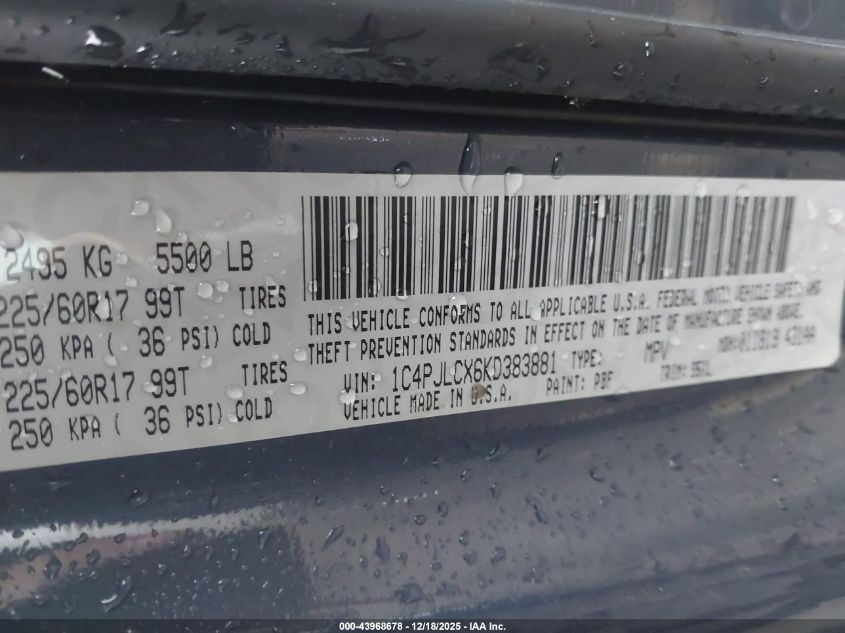 2495 KG 5500 LB
225/60R17 99T TIRES
250 KPA ( 36 PSI) COLD
225/60R17 99T TIRES
250 KPA ( 36 PSI) COLD
THIS VEHICLE CONFORMS TO ALL APPLICABLE U.S.A. FEDERAL MOTOR VEHICLE SAFETY AND
THEFT PREVENTION STANDARDS IN EFFECT ON THE DATE OF MANUFACTURE SHOWN ABOVE.
VIN: 1C4PJLCX6KD383881 TYPE: MPV
VEHICLE MADE IN U.S.A. PAINT: PBF TRIM:
000-43968678 - 12/18/2025 - IAA Inc.